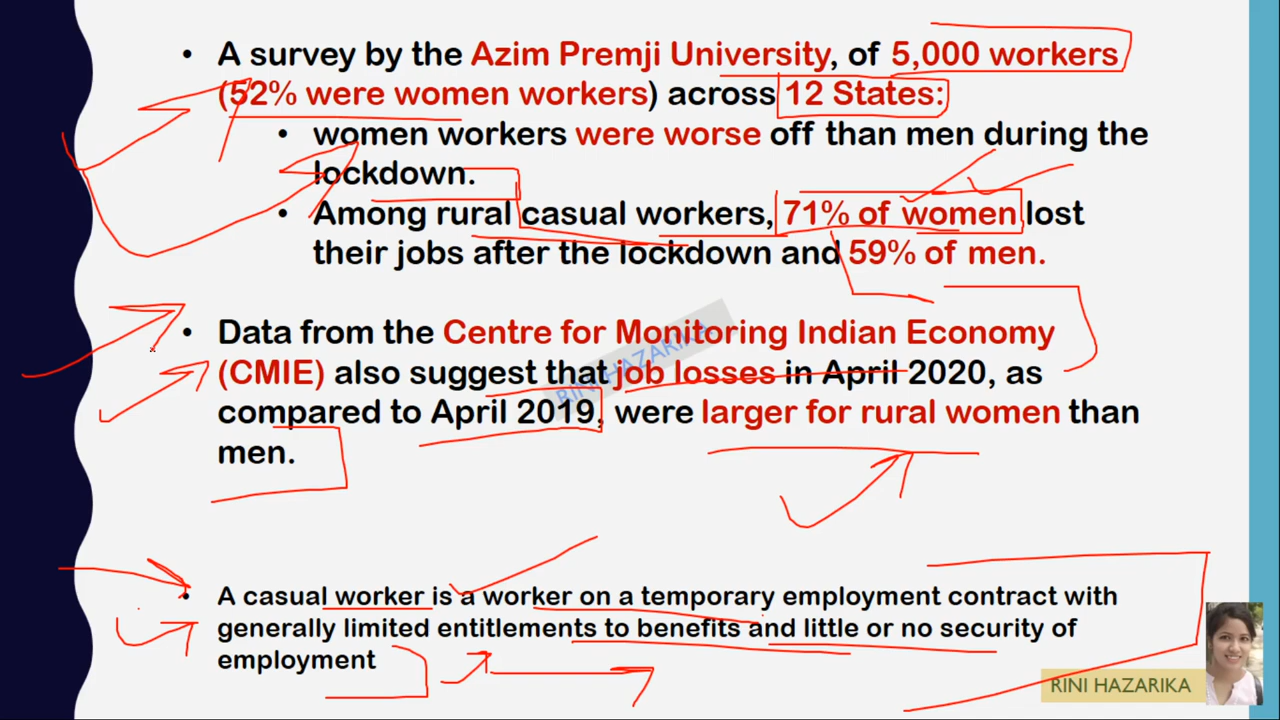 A survey by the Azim Premji University, of 5,000 workers
(52% were women workers) across 12 States:
women workers were worse off than men during the
lockdown.
Among rural casual workers, 71% of women lost
their jobs after the lockdown and 59% of men.
Data from the Centre for Monitoring Indian Economy
(CMIE) also suggest that job losses in April 2020, as
compared to April 2019, were larger for rural women than
men.
RINI HAZARIKA
A casual worker is a worker on a temporary employment contract with
generally limited entitlements to benefits and little or no security of
employment
RINI HAZARIKA